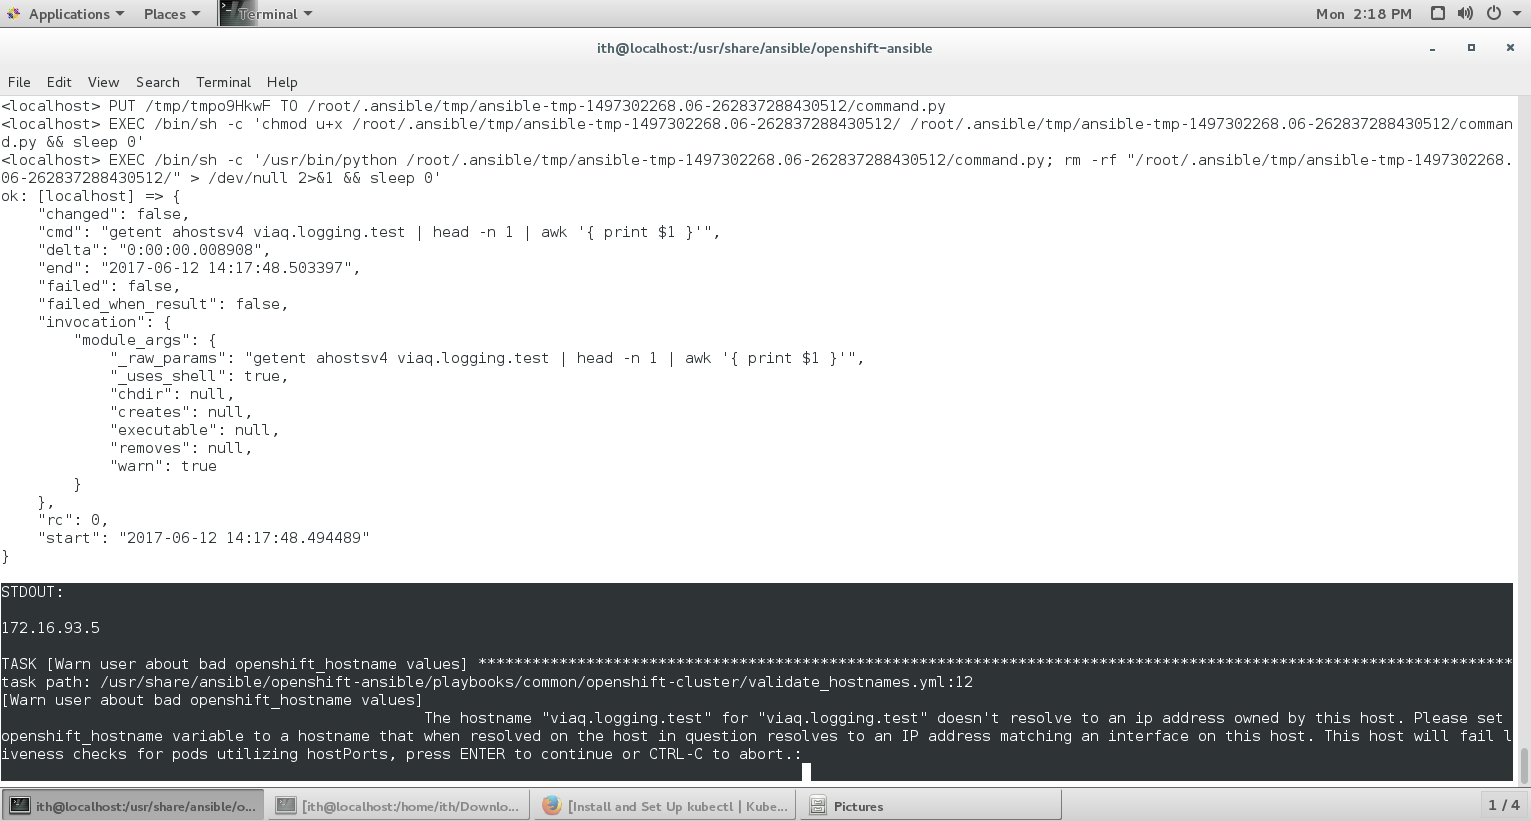 Applications Places Terminal Mon 2:18 PM
ith@localhost:/usr/share/ansible/openshift-ansible
File Edit View Search Terminal Help
<localhost> PUT /tmp/tmpo9HkwF TO /root/.ansible/tmp/ansible-tmp-1497302268.06-262837288430512/command.py
<localhost> EXEC /bin/sh -c 'chmod u+x /root/.ansible/tmp/ansible-tmp-1497302268.06-262837288430512/ /root/.ansible/tmp/ansible-tmp-1497302268.06-262837288430512/comman
d.py && sleep 0'
<localhost> EXEC /bin/sh -c '/usr/bin/python /root/.ansible/tmp/ansible-tmp-1497302268.06-262837288430512/command.py; rm -rf "/root/.ansible/tmp/ansible-tmp-1497302268.
06-262837288430512/" > /dev/null 2>&1 && sleep 0'
ok: [localhost] => {
    "changed": false,
    "cmd": "getent ahostsv4 viaq.logging.test | head -n 1 | awk '{ print $1 }'",
    "delta": "0:00:00.008908",
    "end": "2017-06-12 14:17:48.503397",
    "failed": false,
    "failed_when_result": false,
    "invocation": {
        "module_args": {
            "_raw_params": "getent ahostsv4 viaq.logging.test | head -n 1 | awk '{ print $1 }'",
            "_uses_shell": true,
            "chdir": null,
            "creates": null,
            "executable": null,
            "removes": null,
            "warn": true
        }
    },
    "rc": 0,
    "start": "2017-06-12 14:17:48.494489"
}
STDOUT:
172.16.93.5
TASK [Warn user about bad openshift_hostname values] *******************************************************************************************************************
task path: /usr/share/ansible/openshift-ansible/playbooks/common/openshift-cluster/validate_hostnames.yml:12
[Warn user about bad openshift_hostname values]
The hostname "viaq.logging.test" for "viaq.logging.test" doesn't resolve to an ip address owned by this host. Please set
openshift_hostname variable to a hostname that when resolved on the host in question resolves to an IP address matching an interface on this host. This host will fail l
iveness checks for pods utilizing hostPorts, press ENTER to continue or CTRL-C to abort.:
ith@localhost:/usr/share/ansible/o... [ith@localhost:/home/ith/Downlo... [Install and Set Up kubectl | Kube... Pictures 1 / 4